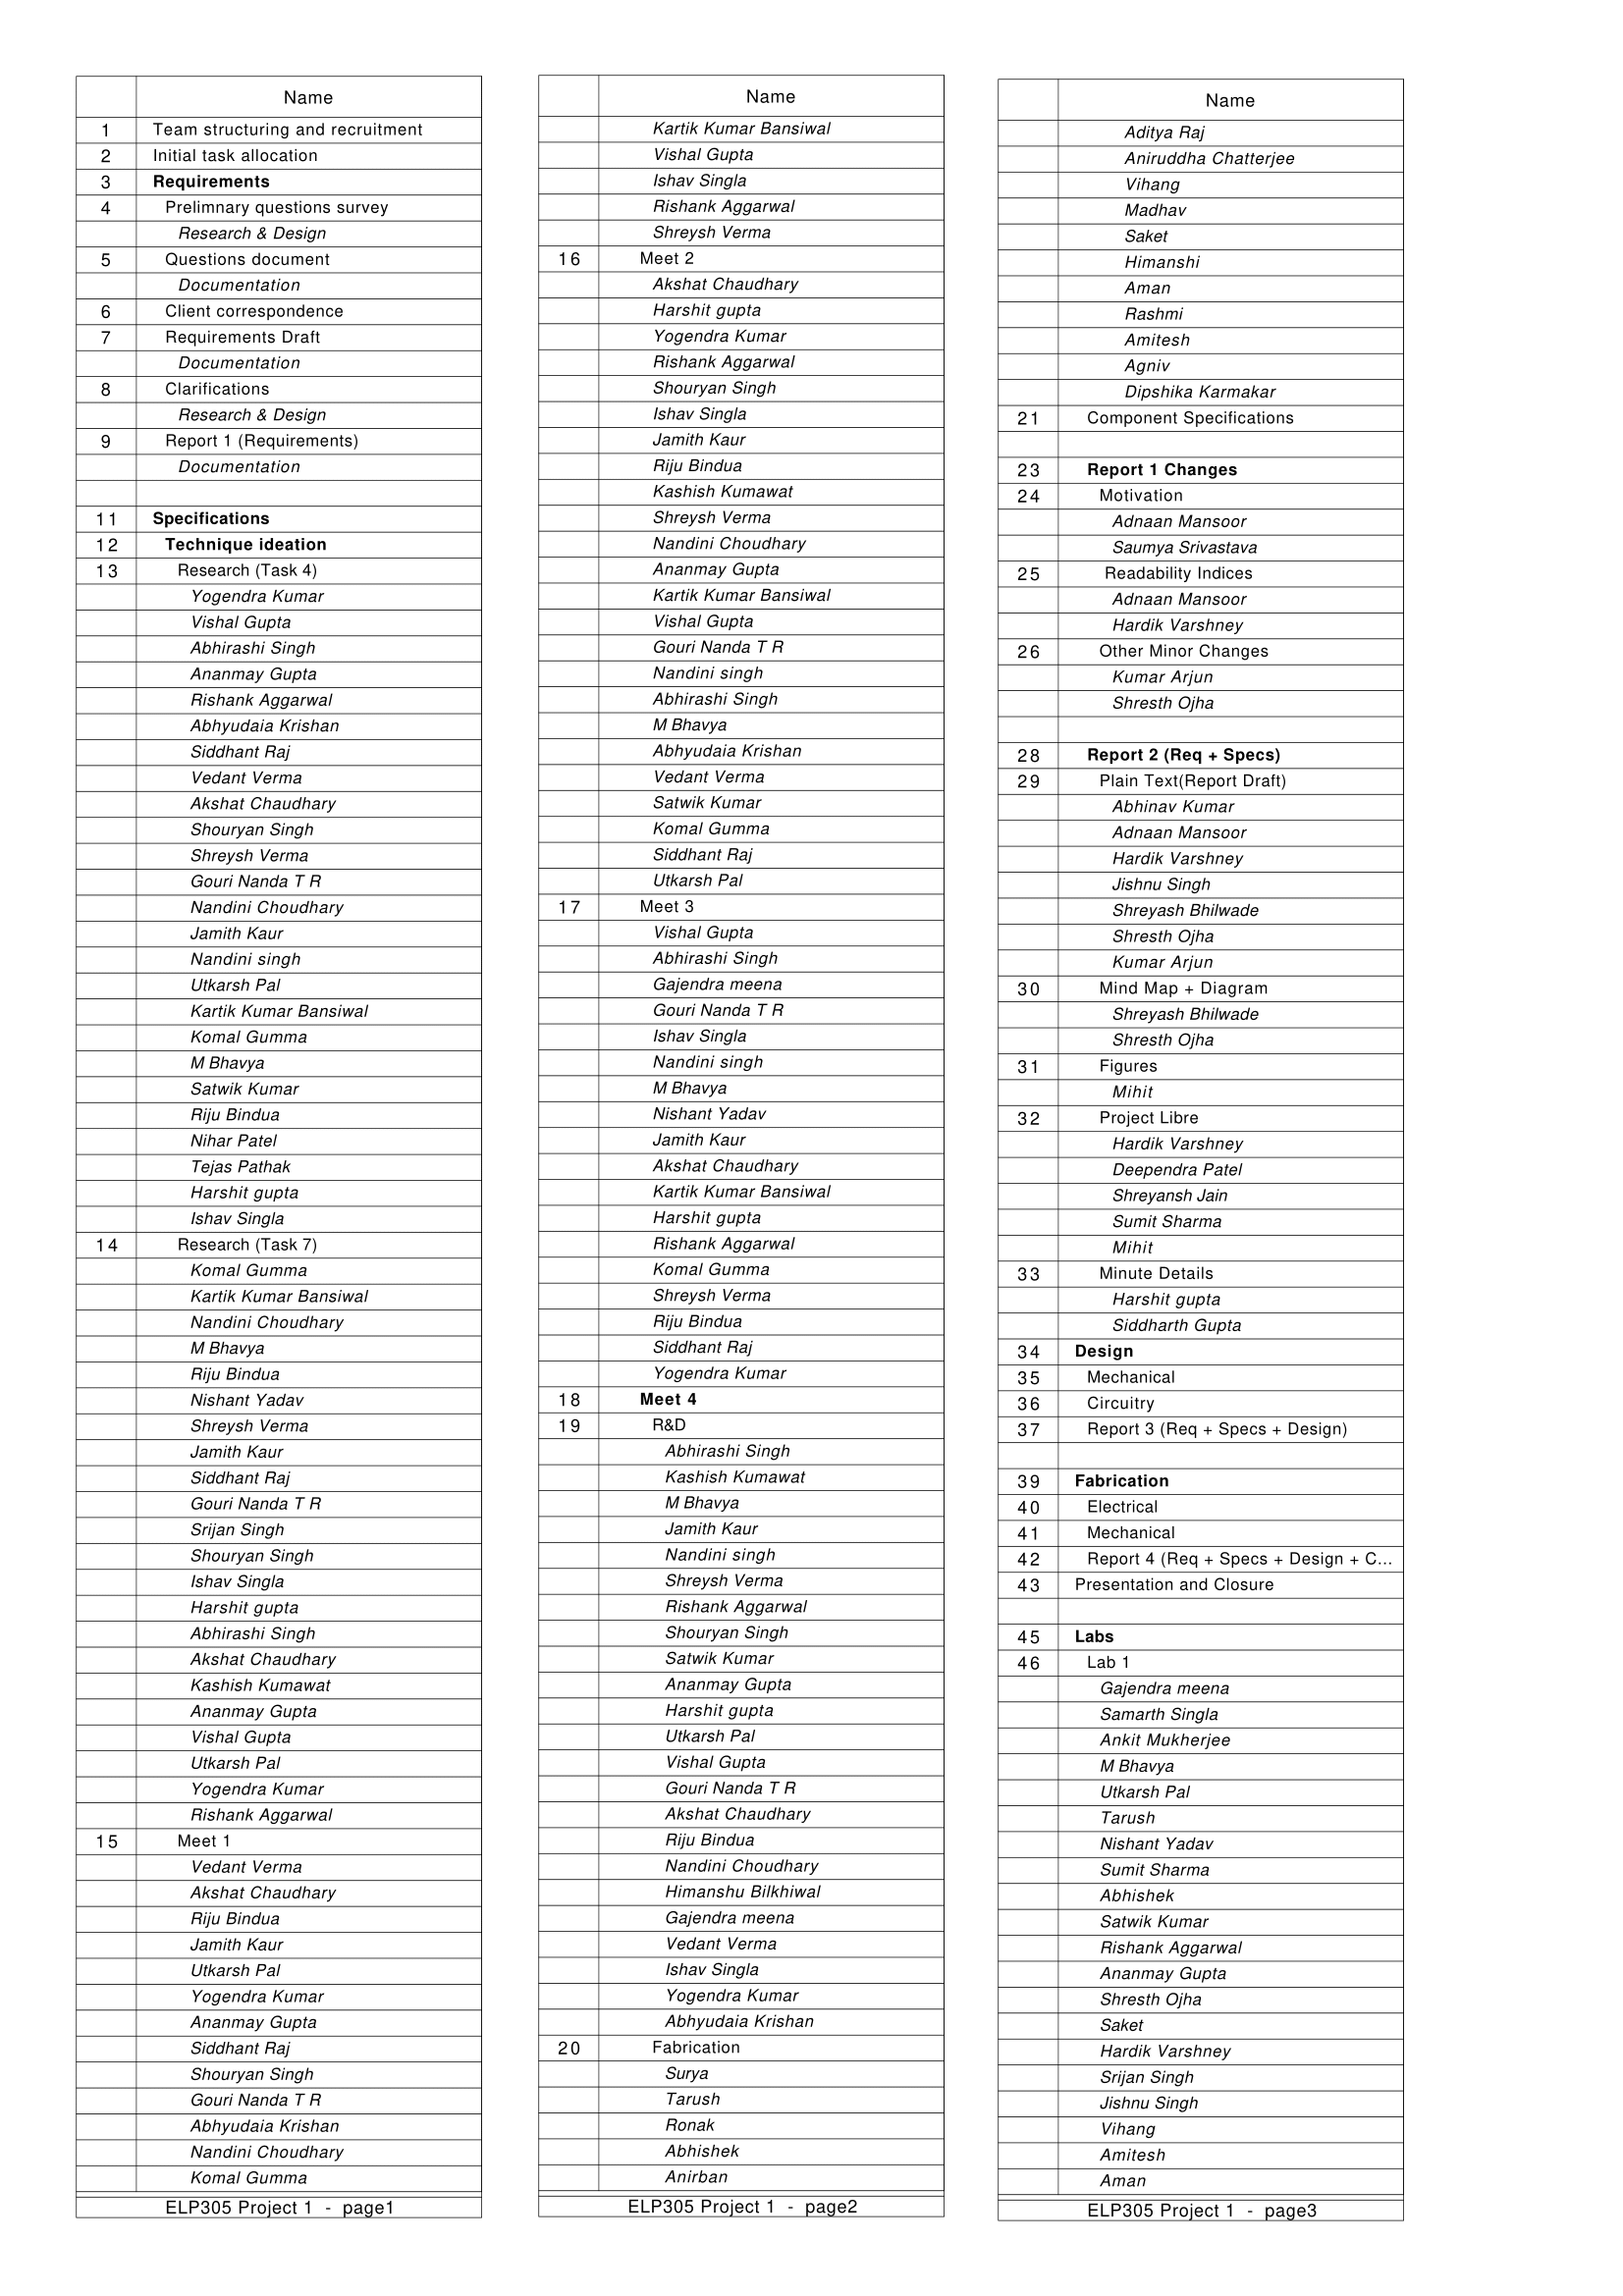 Name
1 Team structuring and recruitment
2 Initial task allocation
3 Requirements
4 Prelimnary questions survey
Research & Design
5 Questions document
Documentation
6 Client correspondence
7 Requirements Draft
Documentation
8 Clarifications
Research & Design
9 Report 1 (Requirements)
Documentation
11 Specifications
12 Technique ideation
13 Research (Task 4)
Yogendra Kumar
Vishal Gupta
Abhirashi Singh
Ananmay Gupta
Rishank Aggarwal
Abhyudaia Krishan
Siddhant Raj
Vedant Verma
Akshat Chaudhary
Shouryan Singh
Shreysh Verma
Gouri Nanda T R
Nandini Choudhary
Jamith Kaur
Nandini singh
Utkarsh Pal
Kartik Kumar Bansiwal
Komal Gumma
M Bhavya
Satwik Kumar
Riju Bindua
Nihar Patel
Tejas Pathak
Harshit gupta
Ishav Singla
14 Research (Task 7)
Komal Gumma
Kartik Kumar Bansiwal
Nandini Choudhary
M Bhavya
Riju Bindua
Nishant Yadav
Shreysh Verma
Jamith Kaur
Siddhant Raj
Gouri Nanda T R
Srijan Singh
Shouryan Singh
Ishav Singla
Harshit gupta
Abhirashi Singh
Akshat Chaudhary
Kashish Kumawat
Ananmay Gupta
Vishal Gupta
Utkarsh Pal
Yogendra Kumar
Rishank Aggarwal
15 Meet 1
Vedant Verma
Akshat Chaudhary
Riju Bindua
Jamith Kaur
Utkarsh Pal
Yogendra Kumar
Ananmay Gupta
Siddhant Raj
Shouryan Singh
Gouri Nanda T R
Abhyudaia Krishan
Nandini Choudhary
Komal Gumma
ELP305 Project 1 - page1
Name
Kartik Kumar Bansiwal
Vishal Gupta
Ishav Singla
Rishank Aggarwal
Shreysh Verma
16 Meet 2
Akshat Chaudhary
Harshit gupta
Yogendra Kumar
Rishank Aggarwal
Shouryan Singh
Ishav Singla
Jamith Kaur
Riju Bindua
Kashish Kumawat
Shreysh Verma
Nandini Choudhary
Ananmay Gupta
Kartik Kumar Bansiwal
Vishal Gupta
Gouri Nanda T R
Nandini singh
Abhirashi Singh
M Bhavya
Abhyudaia Krishan
Vedant Verma
Satwik Kumar
Komal Gumma
Siddhant Raj
Utkarsh Pal
17 Meet 3
Vishal Gupta
Abhirashi Singh
Gajendra meena
Gouri Nanda T R
Ishav Singla
Nandini singh
M Bhavya
Nishant Yadav
Jamith Kaur
Akshat Chaudhary
Kartik Kumar Bansiwal
Harshit gupta
Rishank Aggarwal
Komal Gumma
Shreysh Verma
Riju Bindua
Siddhant Raj
Yogendra Kumar
18 Meet 4
19 R&D
Abhirashi Singh
Kashish Kumawat
M Bhavya
Jamith Kaur
Nandini singh
Shreysh Verma
Rishank Aggarwal
Shouryan Singh
Satwik Kumar
Ananmay Gupta
Harshit gupta
Utkarsh Pal
Vishal Gupta
Gouri Nanda T R
Akshat Chaudhary
Riju Bindua
Nandini Choudhary
Himanshu Bilkhiwal
Gajendra meena
Vedant Verma
Ishav Singla
Yogendra Kumar
Abhyudaia Krishan
20 Fabrication
Surya
Tarush
Ronak
Abhishek
Anirban
ELP305 Project 1 - page2
Name
Aditya Raj
Aniruddha Chatterjee
Vihang
Madhav
Saket
Himanshi
Aman
Rashmi
Amitesh
Agniv
Dipshika Karmakar
21 Component Specifications
23 Report 1 Changes
24 Motivation
Adnaan Mansoor
Saumya Srivastava
25 Readability Indices
Adnaan Mansoor
Hardik Varshney
26 Other Minor Changes
Kumar Arjun
Shresth Ojha
28 Report 2 (Req + Specs)
29 Plain Text(Report Draft)
Abhinav Kumar
Adnaan Mansoor
Hardik Varshney
Jishnu Singh
Shreyash Bhilwade
Shresth Ojha
Kumar Arjun
30 Mind Map + Diagram
Shreyash Bhilwade
Shresth Ojha
31 Figures
Mihit
32 Project Libre
Hardik Varshney
Deependra Patel
Shreyansh Jain
Sumit Sharma
Mihit
33 Minute Details
Harshit gupta
Siddharth Gupta
34 Design
35 Mechanical
36 Circuitry
37 Report 3 (Req + Specs + Design)
39 Fabrication
40 Electrical
41 Mechanical
42 Report 4 (Req + Specs + Design + C...
43 Presentation and Closure
45 Labs
46 Lab 1
Gajendra meena
Samarth Singla
Ankit Mukherjee
M Bhavya
Utkarsh Pal
Tarush
Nishant Yadav
Sumit Sharma
Abhishek
Satwik Kumar
Rishank Aggarwal
Ananmay Gupta
Shresth Ojha
Saket
Hardik Varshney
Srijan Singh
Jishnu Singh
Vihang
Amitesh
Aman
ELP305 Project 1 - page3